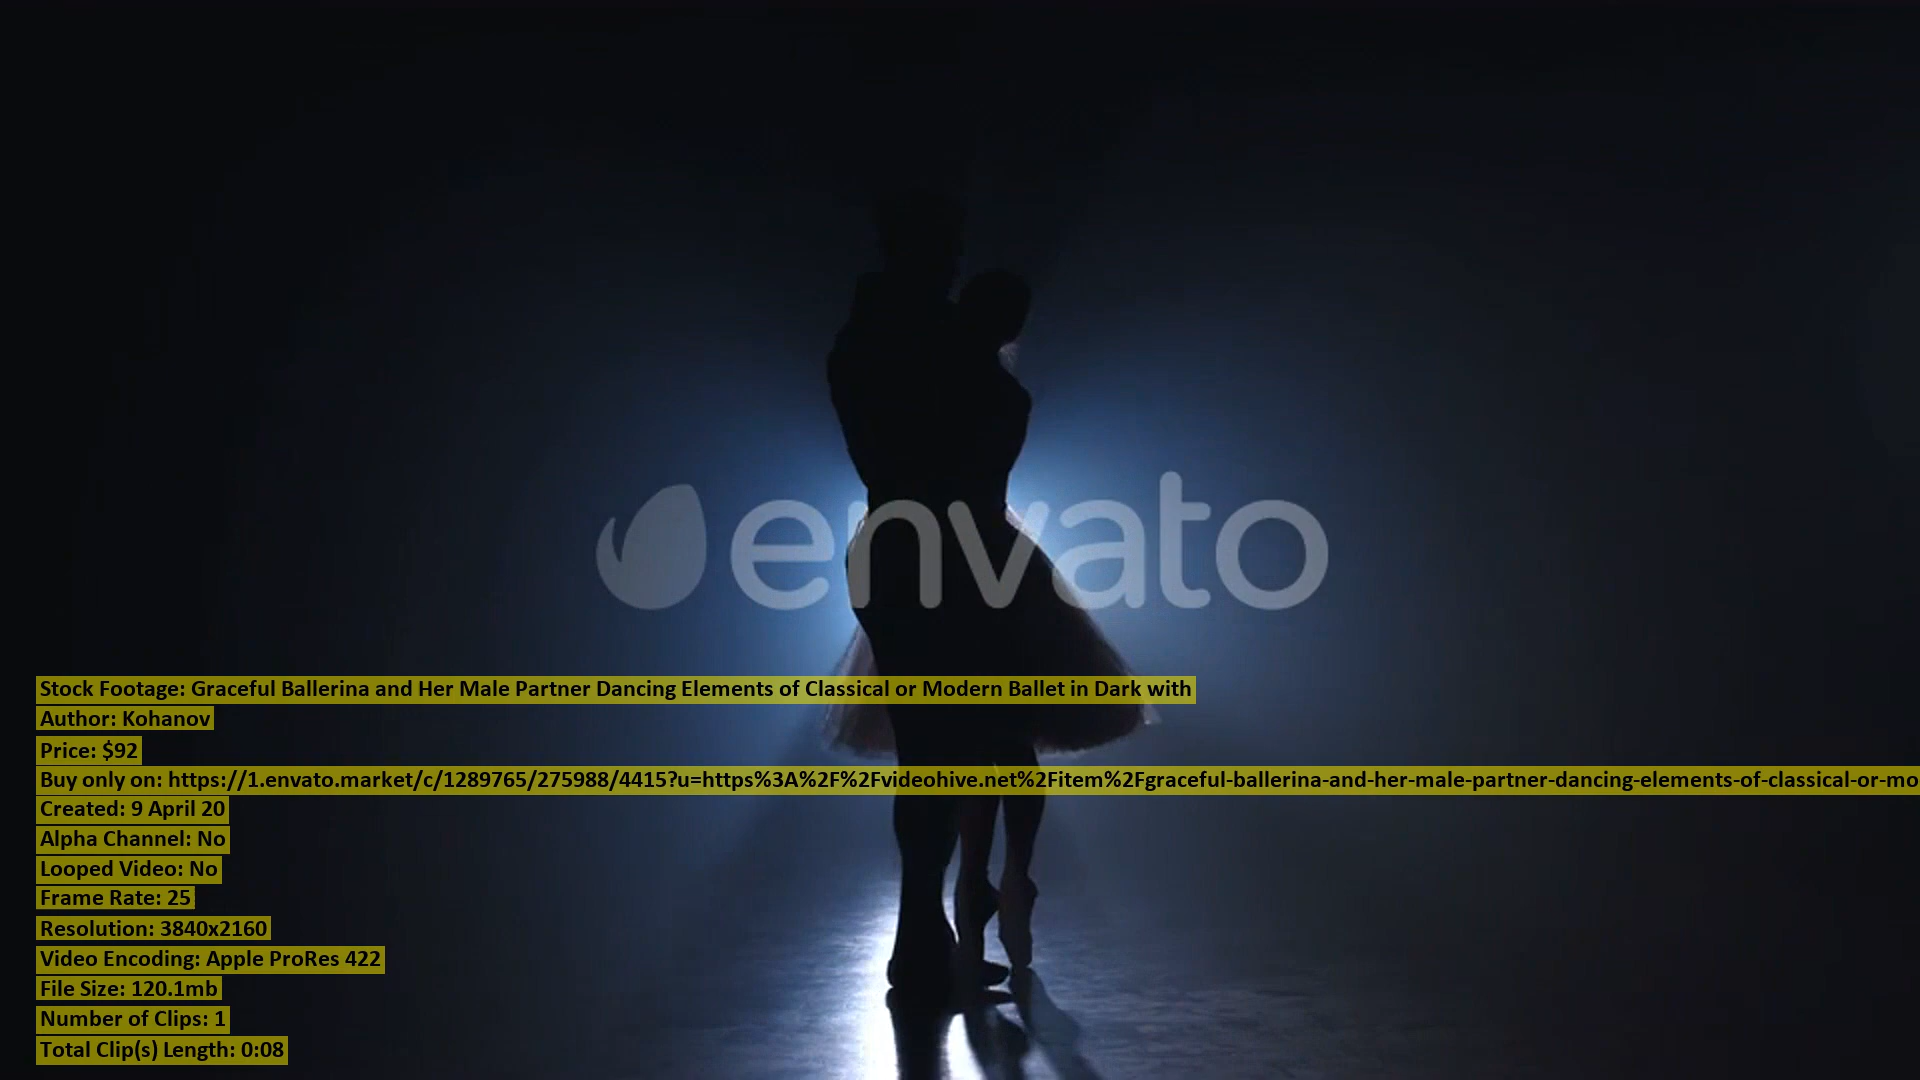 envato
Stock Footage: Graceful Ballerina and Her Male Partner Dancing Elements of Classical or Modern Ballet in Dark with
Author: Kohanov
Price: $92
Buy only on: https://1.envato.market/c/1289765/275988/4415?u=https%3A%2F%2Fvideohive.net%2Fitem%2Fgraceful-ballerina-and-her-male-partner-dancing-elements-of-classical-or-mo
Created: 9 April 20
Alpha Channel: No
Looped Video: No
Frame Rate: 25
Resolution: 3840x2160
Video Encoding: Apple ProRes 422
File Size: 120.1mb
Number of Clips: 1
Total Clip(s) Length: 0:08